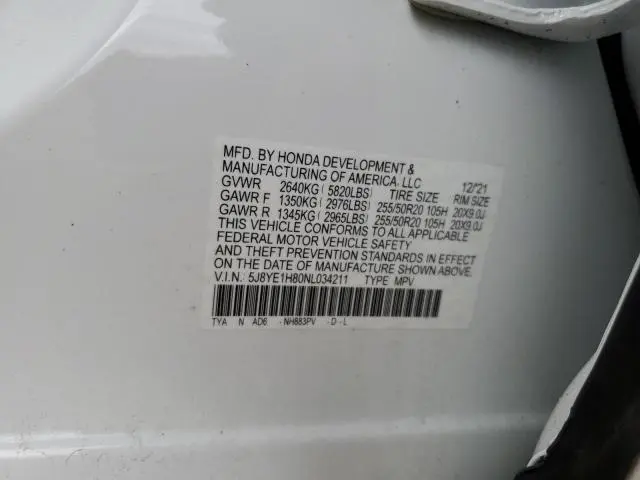 MFD. BY HONDA DEVELOPMENT &
MANUFACTURING OF AMERICA, LLC 12/21
GVWR 2640KG( 5820LBS) TIRE SIZE RIM SIZE
GAWR F 1350KG( 2976LBS) 255/50R20 105H 20X9.0J
GAWR R 1345KG( 2965LBS) 255/50R20 105H 20X9.0J
THIS VEHICLE CONFORMS TO ALL APPLICABLE
FEDERAL MOTOR VEHICLE SAFETY
AND THEFT PREVENTION STANDARDS IN EFFECT
ON THE DATE OF MANUFACTURE SHOWN ABOVE.
V.I.N.: 5J8YE1H80NL034211 TYPE MPV
TYA N AD6 -NH883PV -D-L